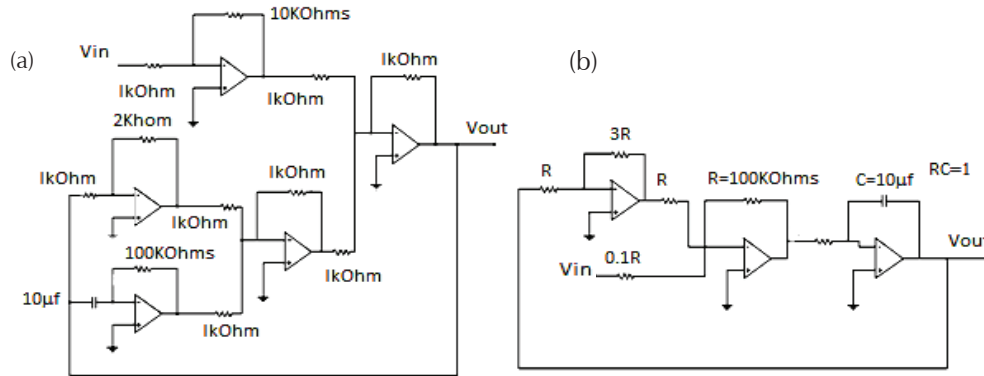 (a)
10KOhms
Vin
IkOhm
IkOhm
IkOhm
Vout
2Khom
IkOhm
IkOhm
IkOhm
IkOhm
100KOhms
10µf
IkOhm
(b)
3R
R
R
R=100KOhms
C=10µf
RC=1
0.1R
Vin
Vout